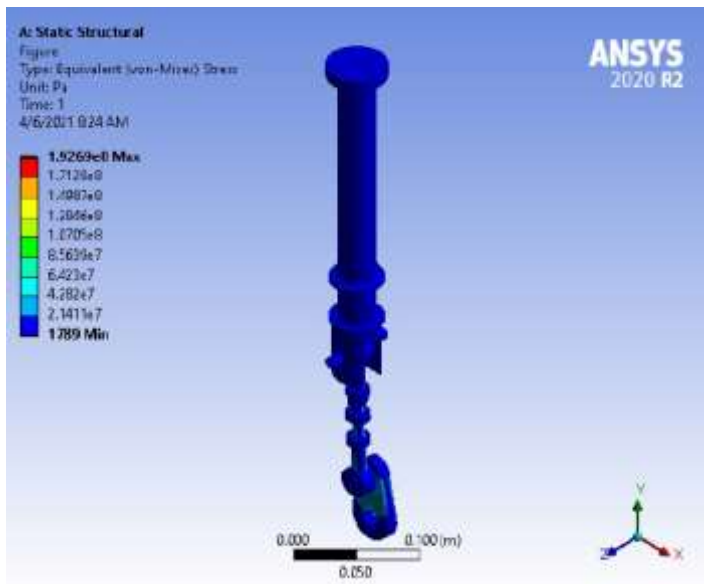 A: Static Structural
Figure
Type: Equivalent (von-Mises) Stress
Unit: Pa
Time: 1
4/6/2021 8:24 AM
1.9269e8 Max
1.7128e8
1.4987e8
1.2846e8
1.0705e8
8.5639e7
6.423e7
4.282e7
2.1411e7
1789 Min
ANSYS
2020 R2
0.000
0.100 (m)
0.050
Y
Z
X